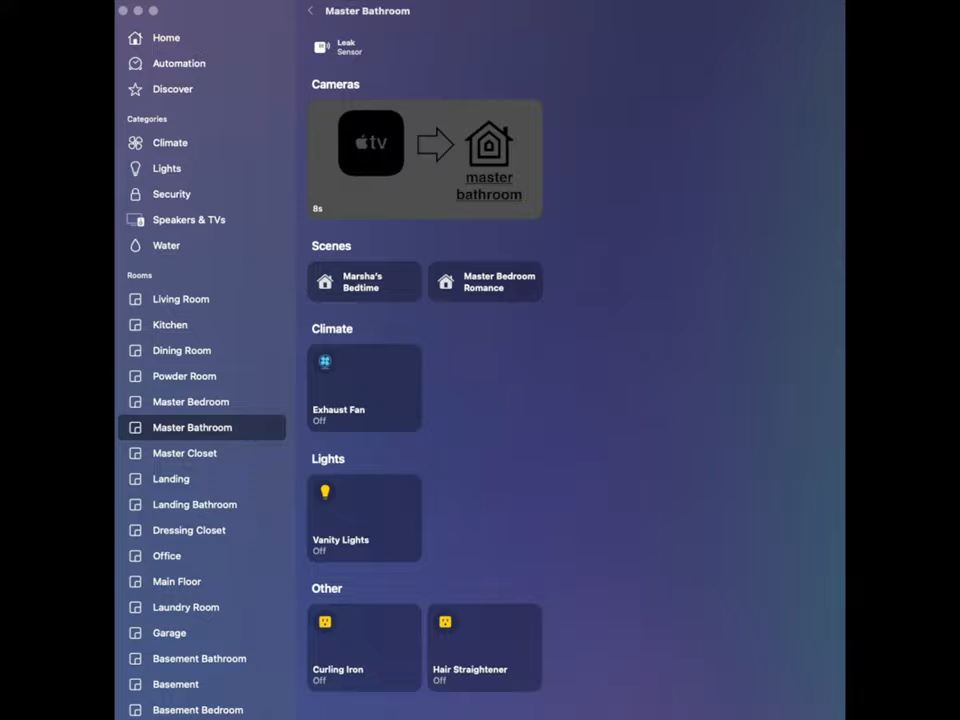 Master Bathroom
Home
Automation
Discover
Categories
Climate
Lights
Security
Speakers & TVs
Water
Rooms
Living Room
Kitchen
Dining Room
Powder Room
Master Bedroom
Master Bathroom
Master Closet
Landing
Landing Bathroom
Dressing Closet
Office
Main Floor
Laundry Room
Garage
Basement Bathroom
Basement
Basement Bedroom
Leak
Sensor
Cameras
tv
master
bathroom
8s
Scenes
Marsha's
Bedtime
Master Bedroom
Romance
Climate
Exhaust Fan
Off
Lights
Vanity Lights
Off
Other
Curling Iron
Off
Hair Straightener
Off